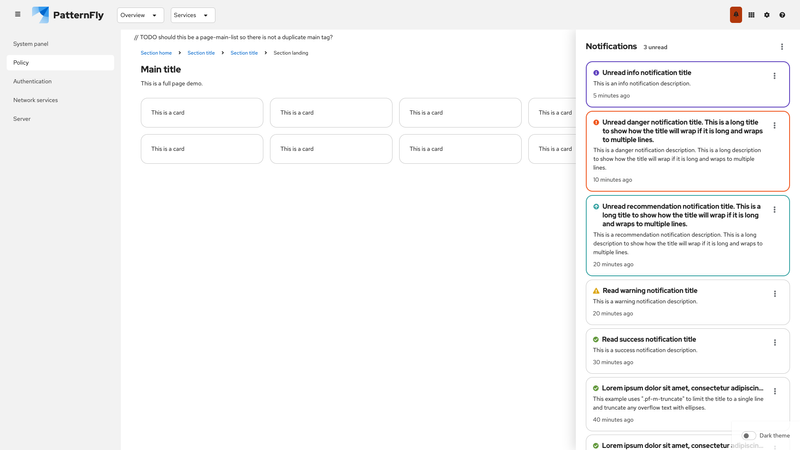 PatternFly
Overview
Services
System panel
Policy
Authentication
Network services
Server
// TODO should this be a page-main-list so there is not a duplicate main tag?
Section home
Section title
Section title
Section landing
Main title
This is a full page demo.
This is a card
This is a card
This is a card
This is a card
This is a card
This is a card
This is a card
This is a card
Notifications 3 unread
Unread info notification title
This is an info notification description.
5 minutes ago
Unread danger notification title. This is a long title
to show how the title will wrap if it is long and wraps
to multiple lines.
This is a danger notification description. This is a long description
to show how the title will wrap if it is long and wraps to multiple
lines.
10 minutes ago
Unread recommendation notification title. This is a
long title to show how the title will wrap if it is long
and wraps to multiple lines.
This is a recommendation notification description. This is a long
description to show how the title will wrap if it is long and wraps to
multiple lines.
20 minutes ago
Read warning notification title
This is a warning notification description.
20 minutes ago
Read success notification title
This is a success notification description.
30 minutes ago
Lorem ipsum dolor sit amet, consectetur adipiscin...
This example uses ".pf-m-truncate" to limit the title to a single line
and truncate any overflow text with ellipses.
40 minutes ago
Lorem ipsum dolor sit amet, consectetur adipiscin...
Dark theme